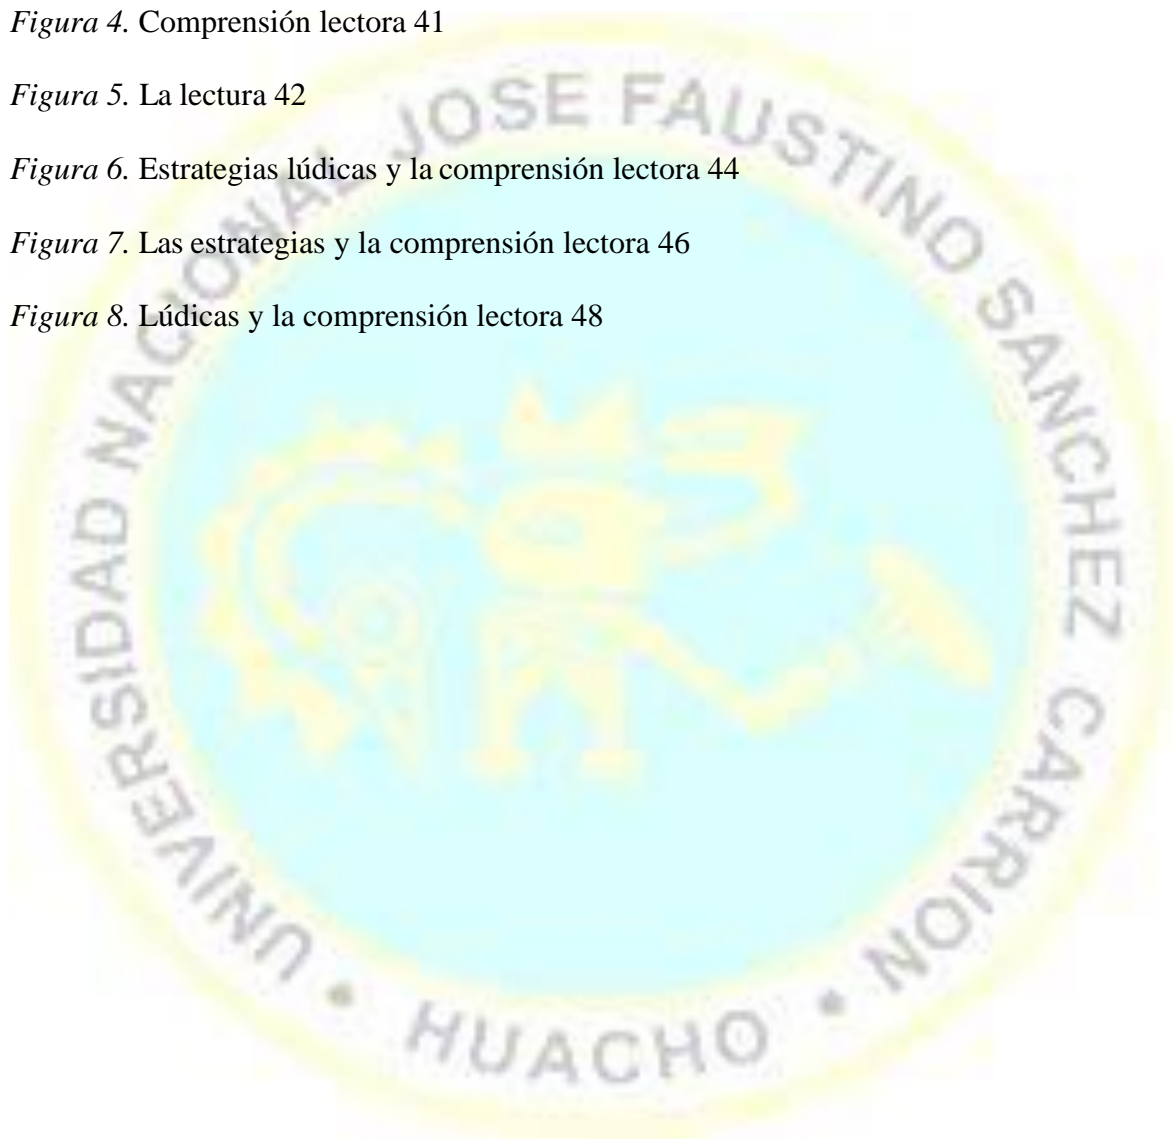 Figura 4. Comprensión lectora 41
Figura 5. La lectura 42
Figura 6. Estrategias lúdicas y la comprensión lectora 44
Figura 7. Las estrategias y la comprensión lectora 46
Figura 8. Lúdicas y la comprensión lectora 48
UNIVERSIDAD NACIONAL JOSE FAUSTINO SANCHEZ CARRION
• HUACHO •